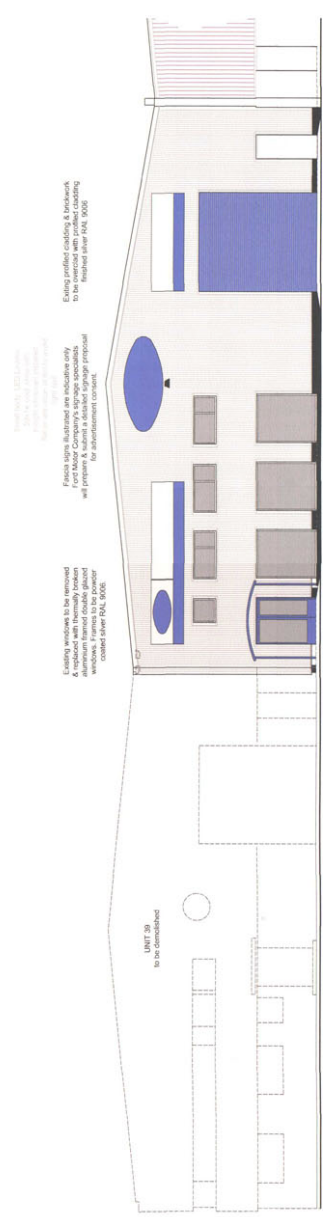 Existing windows to be removed
& replaced with thermally broken
aluminium framed double glazed
windows. Frames to be powder
coated silver RAL 9006.
Fascia signs illustrated are indicative only
Ford Motor Company's signage specialists
will prepare & submit a detailed signage proposal
for advertisement consent.
Exiting profiled cladding & brickwork
to be overclad with profiled cladding
finished silver RAL 9006
UNIT 39
to be demolished